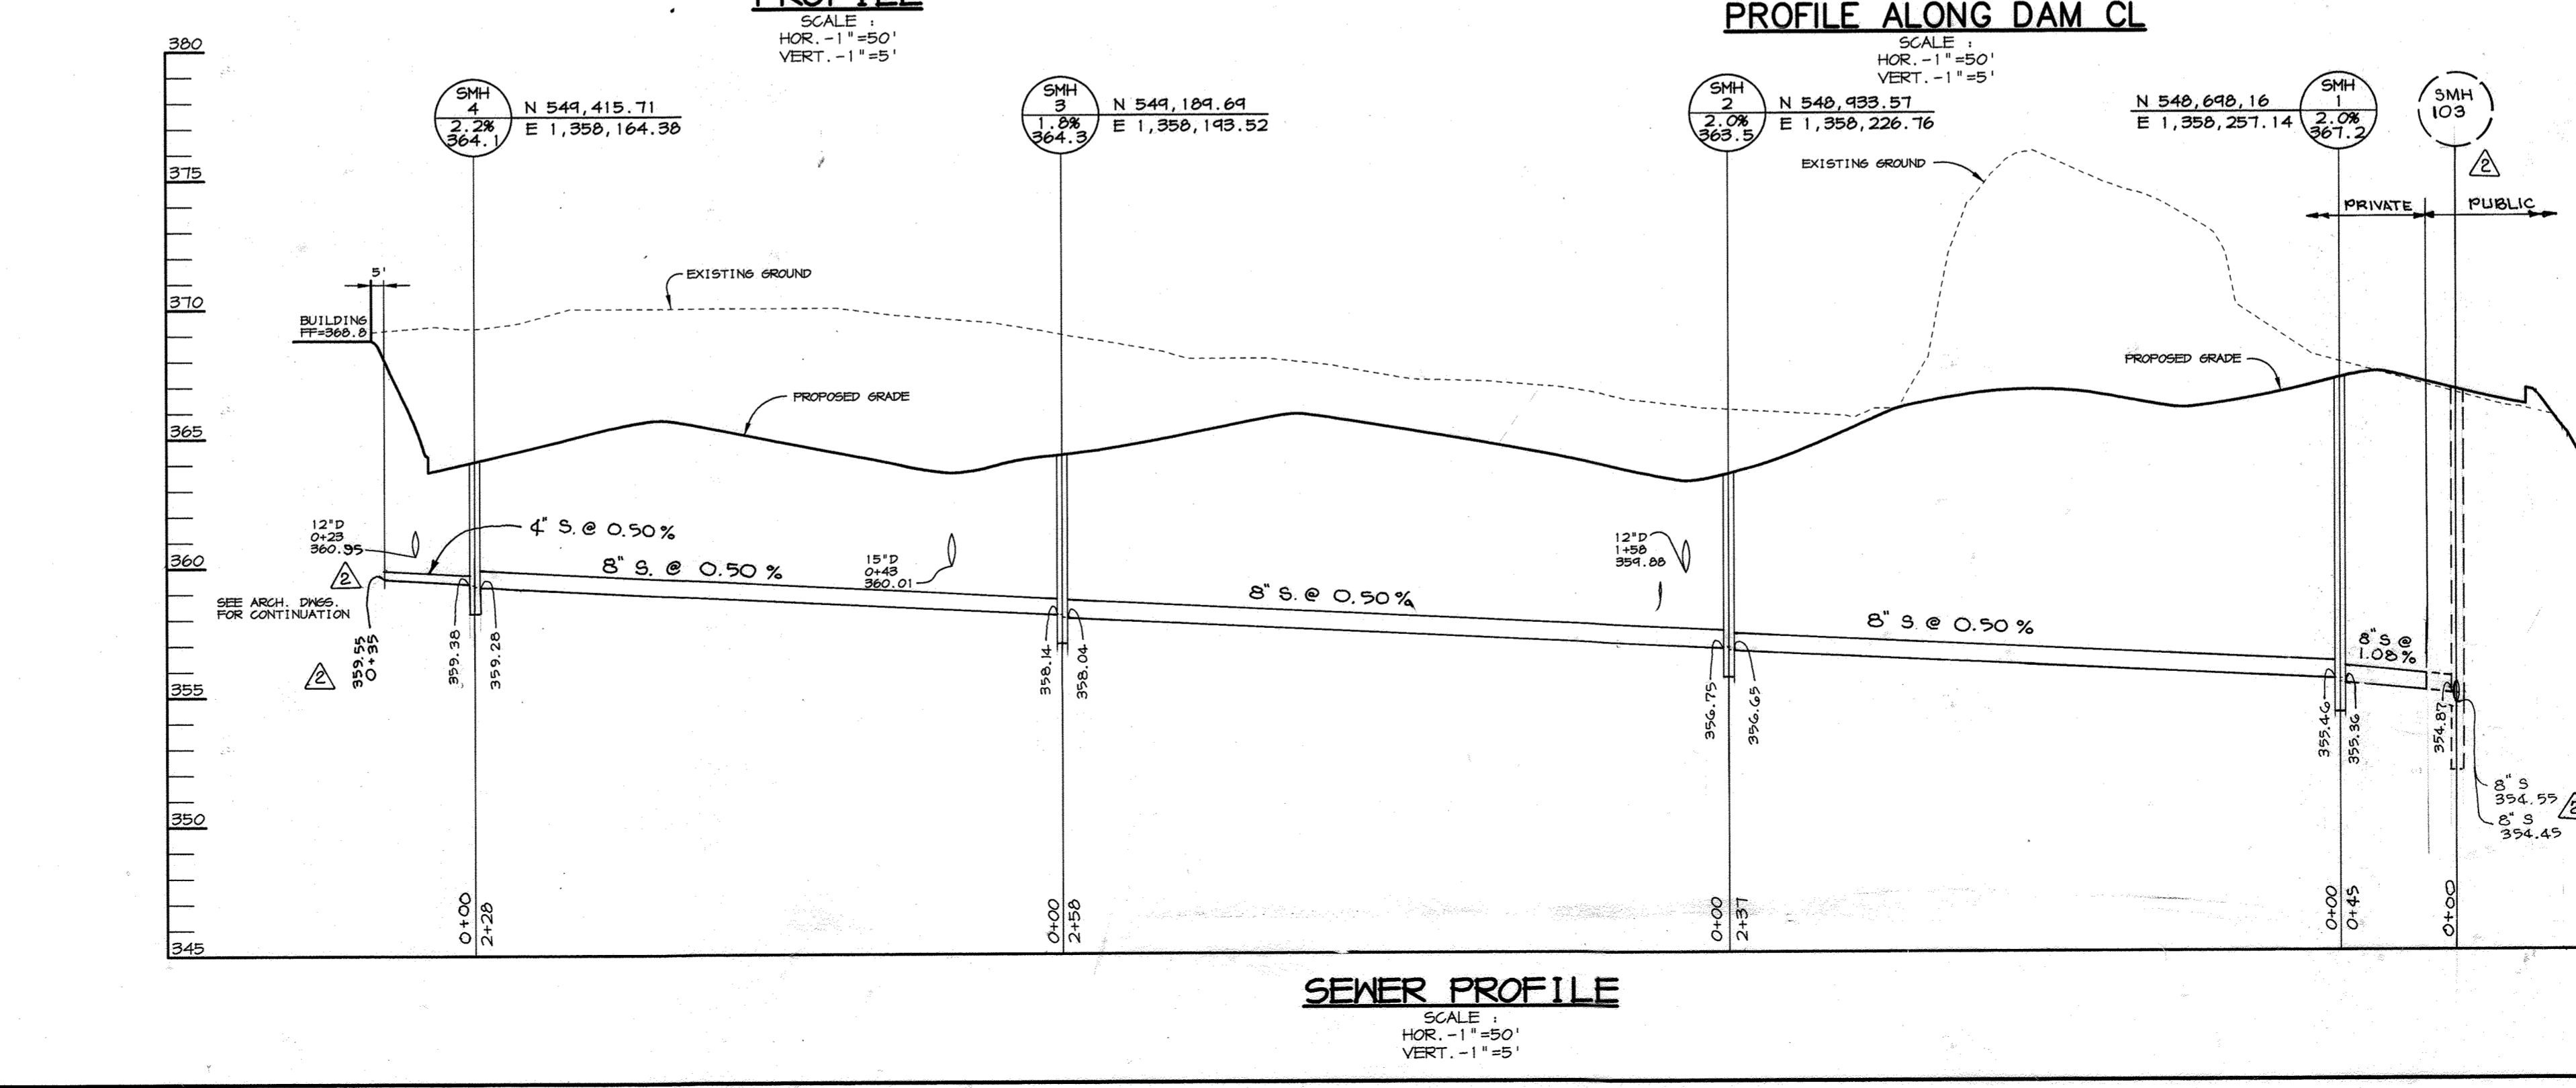 PROFILE
SCALE :
HOR.-1"=50'
VERT.-1"=5'
PROFILE ALONG DAM CL
SCALE :
HOR.-1"=50'
VERT.-1"=5'
380
375
370
365
360
355
350
345
SMH
4
2.2%
364.1
N 549,415.71
E 1,358,164.38
SMH
3
1.8%
364.3
N 549,189.69
E 1,358,193.52
SMH
2
2.0%
363.5
N 548,933.57
E 1,358,226.76
N 548,698,16
E 1,358,257.14
SMH
1
2.0%
367.2
SMH
103
2
EXISTING GROUND
PRIVATE
PUBLIC
5'
EXISTING GROUND
BUILDING
FF=368.8
PROPOSED GRADE
PROPOSED GRADE
12"D
0+23
360.95
4" S. @ 0.50 %
8" S. @ 0.50 %
15"D
0+43
360.01
8" S. @ 0.50 %
12"D
1+58
359.88
8" S @ 0.50 %
8" S @
1.08%
2
SEE ARCH. DWGS.
FOR CONTINUATION
2
359.55
0+35
359.38
359.28
358.14
358.04
356.75
356.65
355.46
355.36
354.87
8" S
354.55
8" S
354.45
0+00
2+28
0+00
2+58
0+00
2+37
0+00
0+45
0+00
SEWER PROFILE
SCALE :
HOR.-1"=50'
VERT.-1"=5'